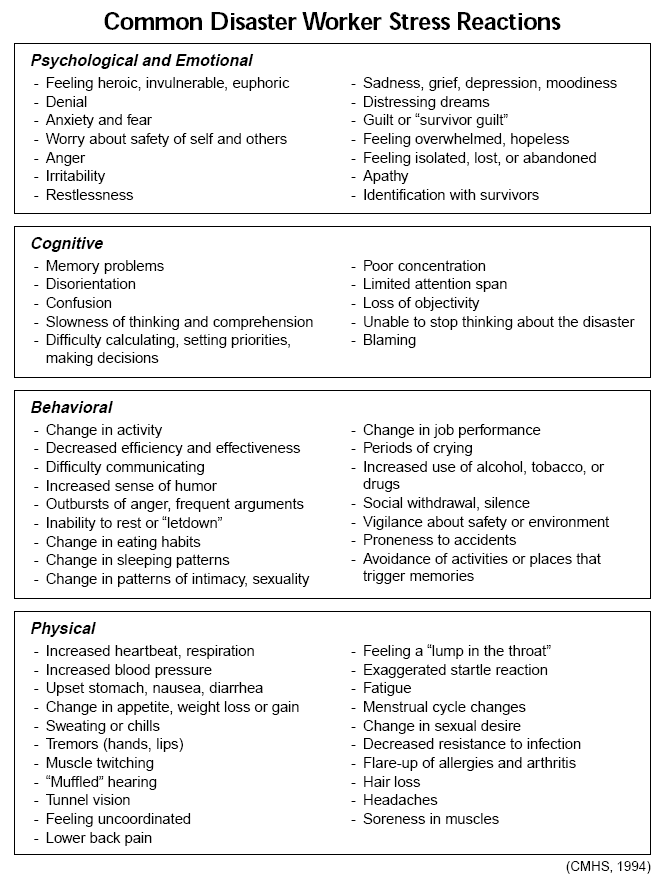 Common Disaster Worker Stress Reactions
Psychological and Emotional
- Feeling heroic, invulnerable, euphoric
- Denial
- Anxiety and fear
- Worry about safety of self and others
- Anger
- Irritability
- Restlessness
- Sadness, grief, depression, moodiness
- Distressing dreams
- Guilt or “survivor guilt”
- Feeling overwhelmed, hopeless
- Feeling isolated, lost, or abandoned
- Apathy
- Identification with survivors
Cognitive
- Memory problems
- Disorientation
- Confusion
- Slowness of thinking and comprehension
- Difficulty calculating, setting priorities,
making decisions
- Poor concentration
- Limited attention span
- Loss of objectivity
- Unable to stop thinking about the disaster
- Blaming
Behavioral
- Change in activity
- Decreased efficiency and effectiveness
- Difficulty communicating
- Increased sense of humor
- Outbursts of anger, frequent arguments
- Inability to rest or “letdown”
- Change in eating habits
- Change in sleeping patterns
- Change in patterns of intimacy, sexuality
- Change in job performance
- Periods of crying
- Increased use of alcohol, tobacco, or
drugs
- Social withdrawal, silence
- Vigilance about safety or environment
- Proneness to accidents
- Avoidance of activities or places that
trigger memories
Physical
- Increased heartbeat, respiration
- Increased blood pressure
- Upset stomach, nausea, diarrhea
- Change in appetite, weight loss or gain
- Sweating or chills
- Tremors (hands, lips)
- Muscle twitching
- “Muffled” hearing
- Tunnel vision
- Feeling uncoordinated
- Lower back pain
- Feeling a “lump in the throat”
- Exaggerated startle reaction
- Fatigue
- Menstrual cycle changes
- Change in sexual desire
- Decreased resistance to infection
- Flare-up of allergies and arthritis
- Hair loss
- Headaches
- Soreness in muscles
(CMHS, 1994)